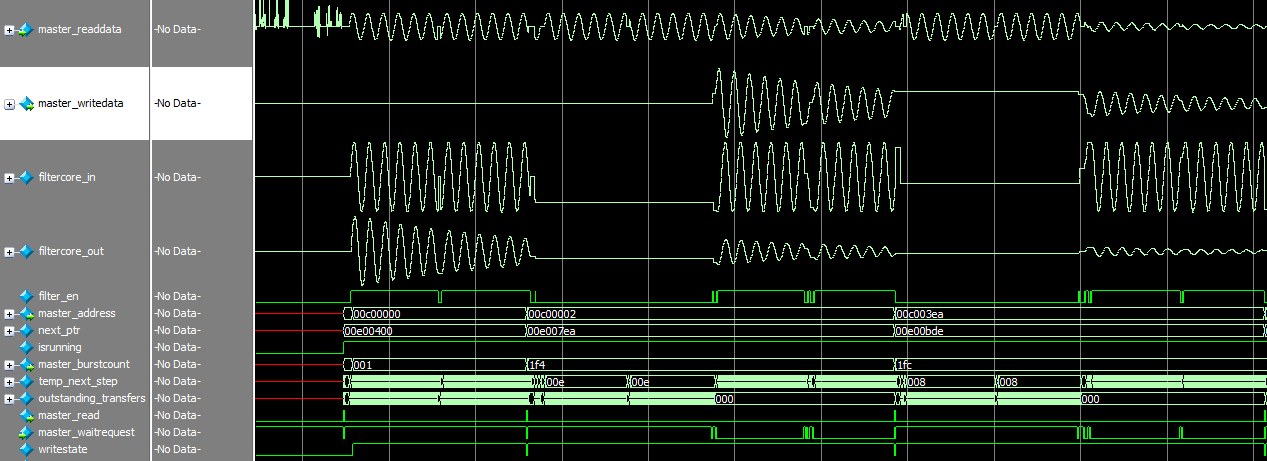 master_readdata -No Data-
master_writedata -No Data-
filtercore_in -No Data-
filtercore_out -No Data-
filter_en -No Data-
master_address -No Data- 00c00000 00c00002 00c003ea
next_ptr -No Data- 00e00400 00e007ea 00e00bde
isrunning -No Data-
master_burstcount -No Data- 001 1f4 1fc
temp_next_step -No Data- 00e 00e 008 008
outstanding_transfers -No Data- 000 000
master_read -No Data-
master_waitrequest -No Data-
writestate -No Data-